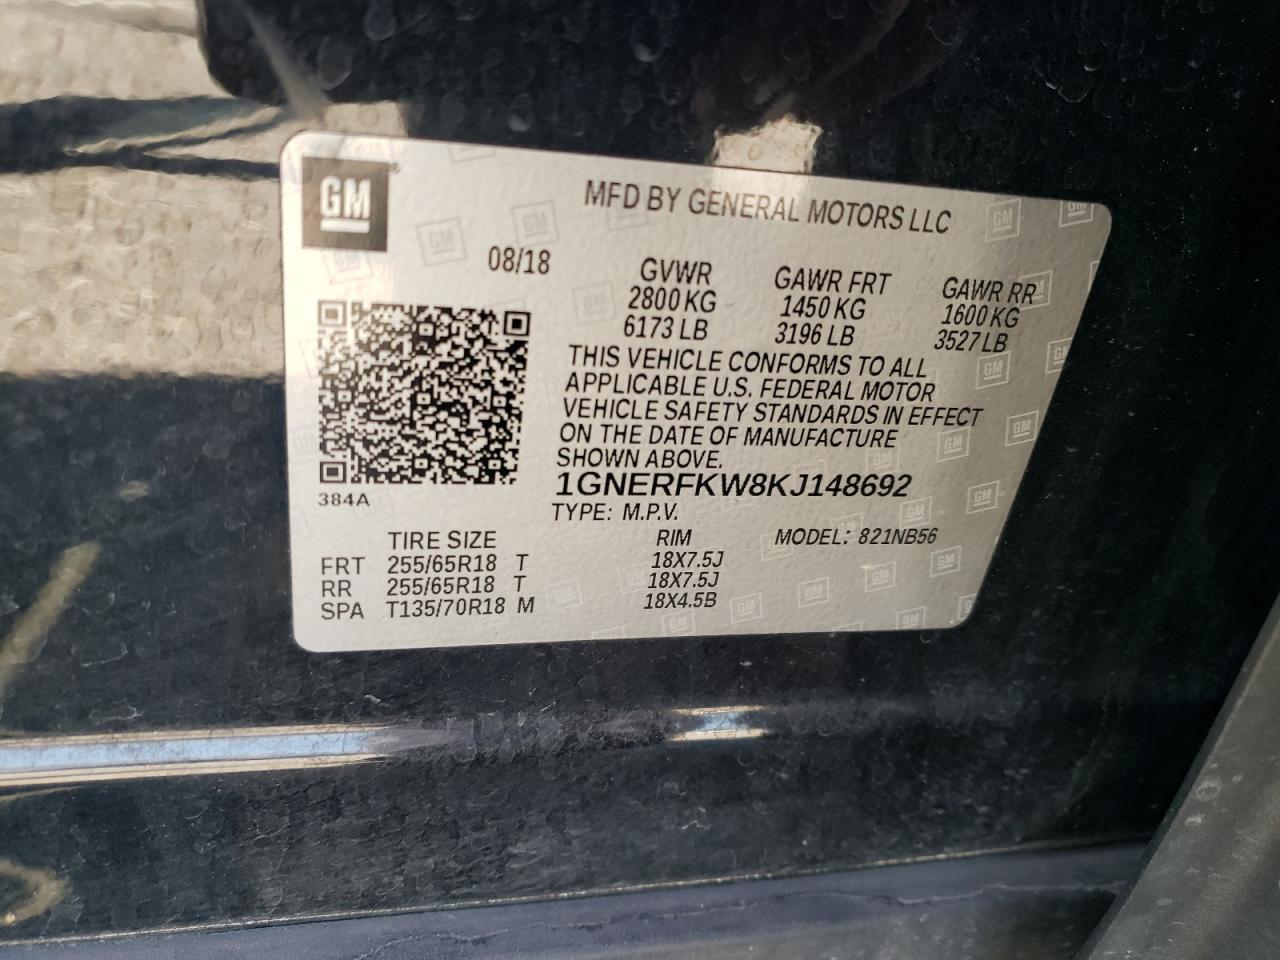 GM
MFD BY GENERAL MOTORS LLC
08/18
GVWR GAWR FRT GAWR RR
2800 KG 1450 KG 1600 KG
6173 LB 3196 LB 3527 LB
THIS VEHICLE CONFORMS TO ALL
APPLICABLE U.S. FEDERAL MOTOR
VEHICLE SAFETY STANDARDS IN EFFECT
ON THE DATE OF MANUFACTURE
SHOWN ABOVE.
1GNERFKW8KJ148692
384A
TYPE: M.P.V.
TIRE SIZE RIM MODEL: 821NB56
FRT 255/65R18 T 18X7.5J
RR 255/65R18 T 18X7.5J
SPA T135/70R18 M 18X4.5B